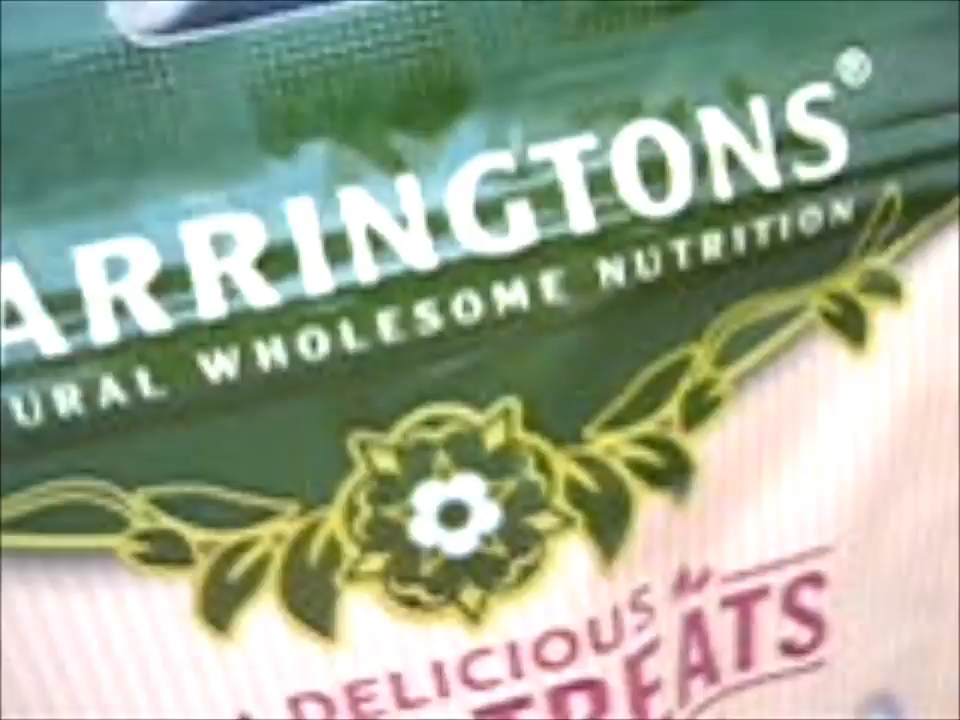 ARRINGTONS®
URAL WHOLESOME NUTRITION
DELICIOUS
TREATS